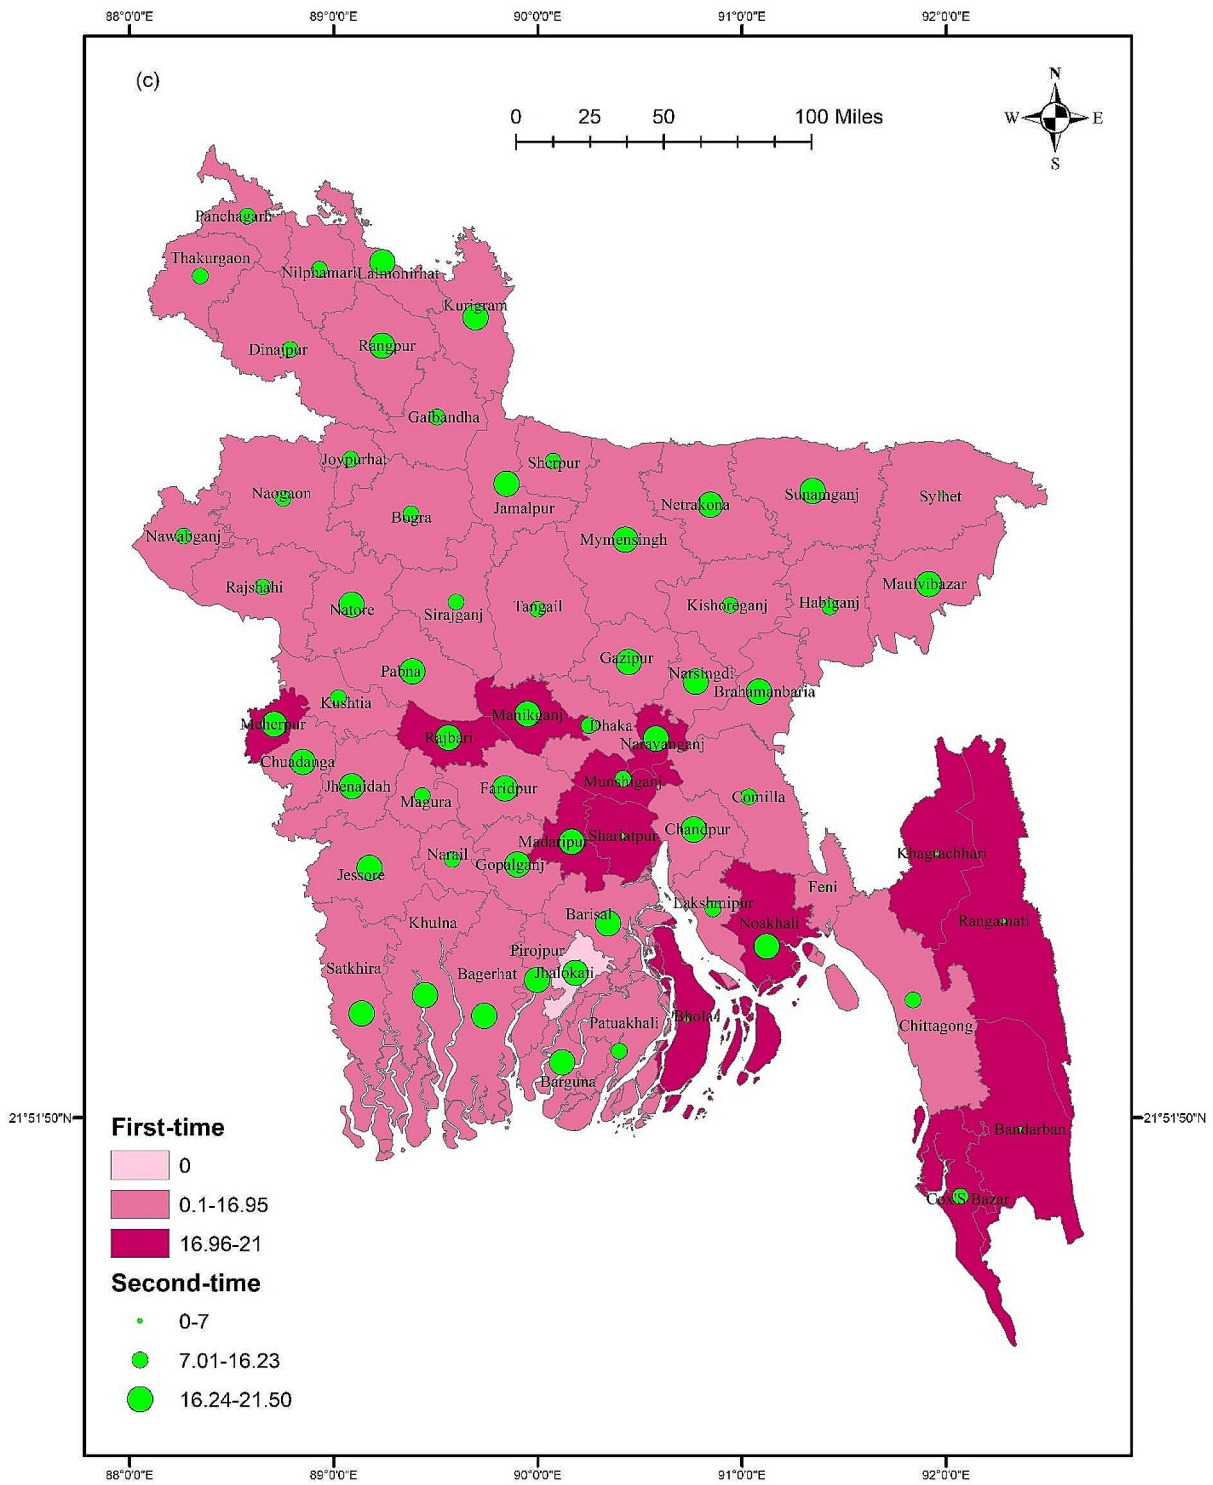 88°0'0"E 89°0'0"E 90°0'0"E 91°0'0"E 92°0'0"E
(c)
N
W E
S
0 25 50 100 Miles
Panchagarh
Thakurgaon
Nilphamari
Lalmonirhat
Kurigram
Dinajpur
Rangpur
Gaibandha
Joypurhat
Sherpur
Naogaon
Bogra
Jamalpur
Netrakona
Sunamganj
Sylhet
Nawabganj
Mymensingh
Rajshahi
Natore
Sirajganj
Tangail
Kishoreganj
Habiganj
Maulvibazar
Pabna
Gazipur
Narsingdi
Brahamanbaria
Kushtia
Meherpur
Rajbari
Manikganj
Dhaka
Narayanganj
Chuadanga
Jhenaidah
Magura
Faridpur
Munshiganj
Comilla
Madaripur
Shariatpur
Chandpur
Khagrachhari
Jessore
Narail
Gopalganj
Feni
Lakshmipur
Noakhali
Rangamati
Khulna
Barisal
Pirojpur
Jhalokati
Satkhira
Bagerhat
Patuakhali
Bhola
Chittagong
Barguna
Bandarban
Cox'S Bazar
21°51'50"N 21°51'50"N
First-time
0
0.1-16.95
16.96-21
Second-time
0-7
7.01-16.23
16.24-21.50
88°0'0"E 89°0'0"E 90°0'0"E 91°0'0"E 92°0'0"E